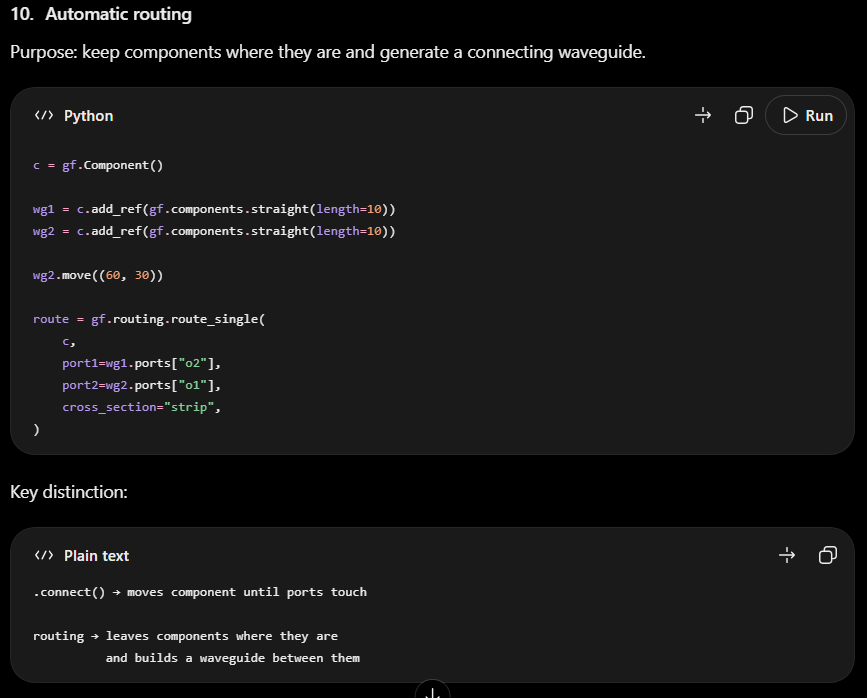 10. Automatic routing
Purpose: keep components where they are and generate a connecting waveguide.
Python
Run
c = gf.Component()
wg1 = c.add_ref(gf.components.straight(length=10))
wg2 = c.add_ref(gf.components.straight(length=10))
wg2.move((60, 30))
route = gf.routing.route_single(
    c,
    port1=wg1.ports["o2"],
    port2=wg2.ports["o1"],
    cross_section="strip",
)
Key distinction:
Plain text
.connect() → moves component until ports touch
routing → leaves components where they are
          and builds a waveguide between them